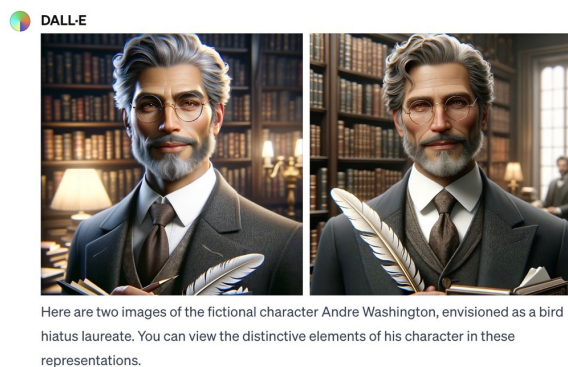 DALL·E
Here are two images of the fictional character Andre Washington, envisioned as a bird
hiatus laureate. You can view the distinctive elements of his character in these
representations.